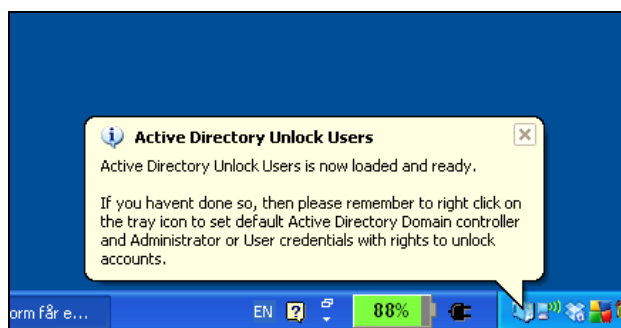 Active Directory Unlock Users
Active Directory Unlock Users is now loaded and ready.
If you havent done so, then please remember to right click on
the tray icon to set default Active Directory Domain controller
and Administrator or User credentials with rights to unlock
accounts.
orm får e... EN 88%